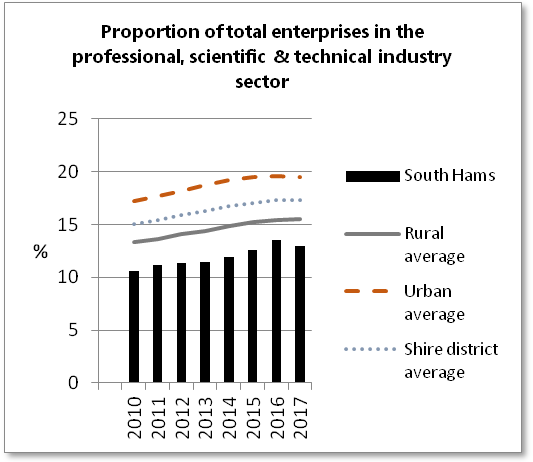 Proportion of total enterprises in the
professional, scientific & technical industry
sector
25
20
15
10
5
0
%
2010
2011
2012
2013
2014
2015
2016
2017
South Hams
Rural
average
Urban
average
Shire district
average